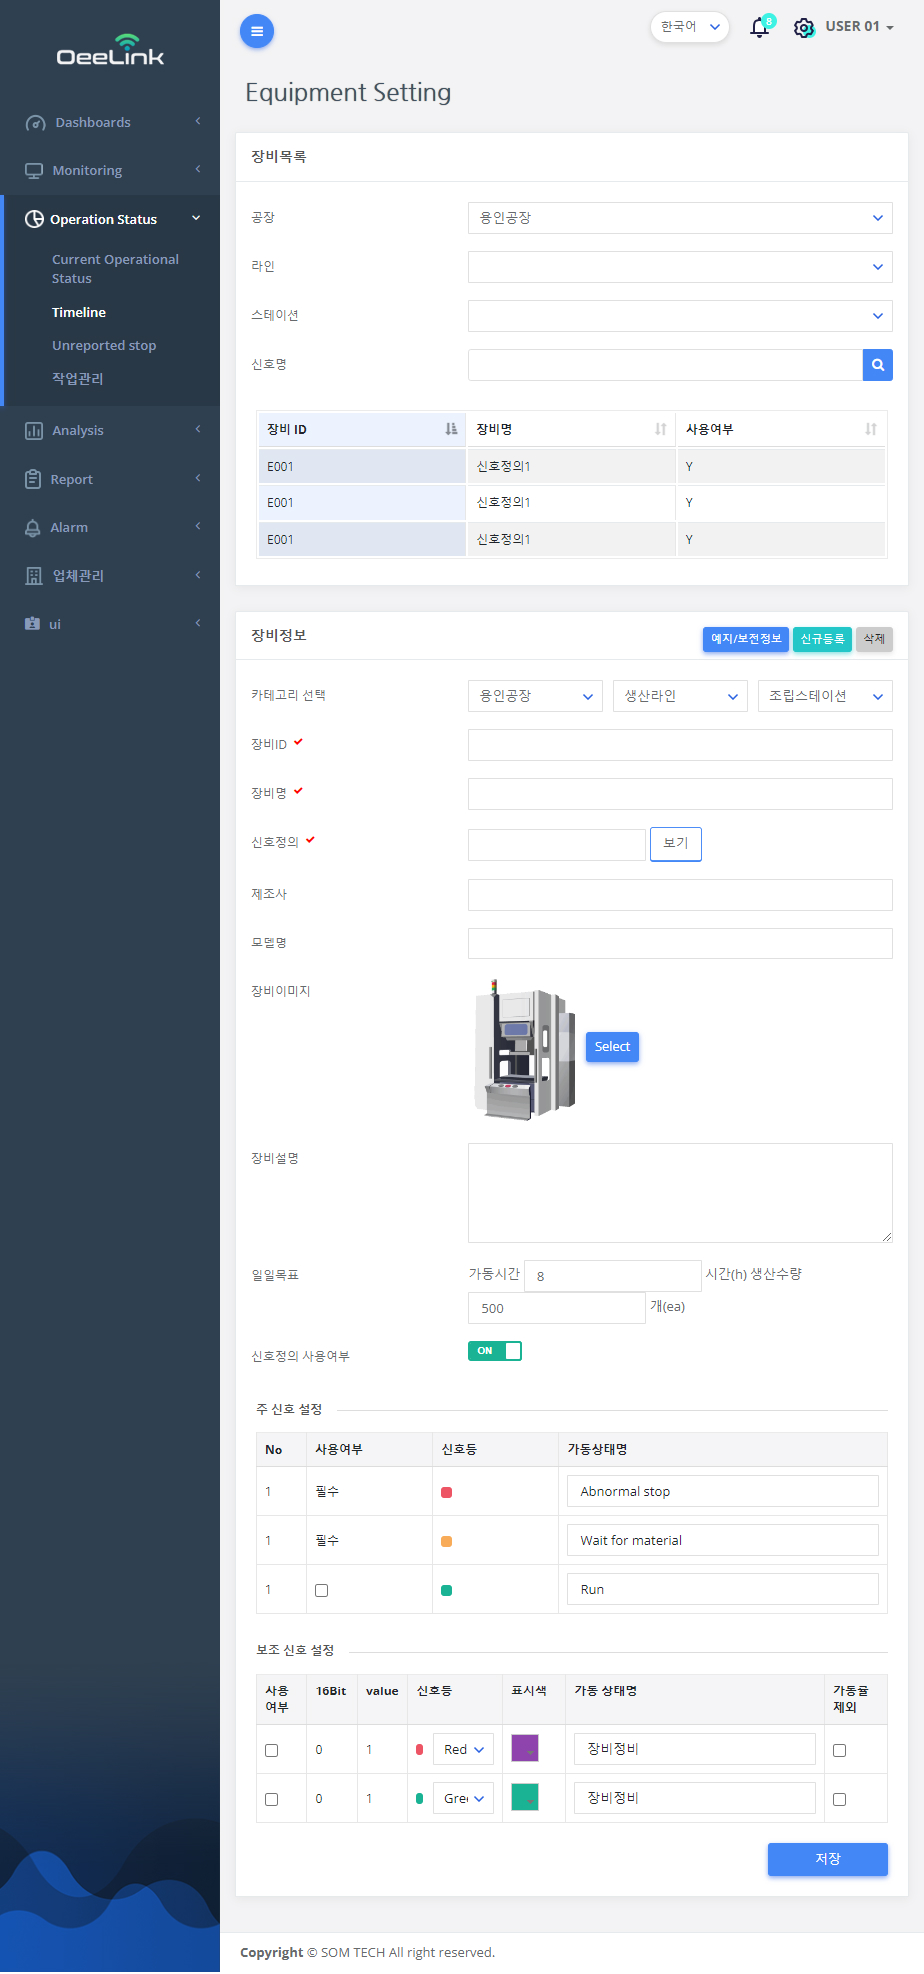 OeeLink
한국어
8
USER 01
Dashboards
Monitoring
Operation Status
Current Operational
Status
Timeline
Unreported stop
작업관리
Analysis
Report
Alarm
업체관리
ui
Equipment Setting
장비목록
공장
용인공장
라인
스테이션
신호명
장비 ID 장비명 사용여부
E001 신호정의1 Y
E001 신호정의1 Y
E001 신호정의1 Y
장비정보
예지/보전정보 신규등록 삭제
카테고리 선택 용인공장 생산라인 조립스테이션
장비ID
장비명
신호정의 보기
제조사
모델명
장비이미지
Select
장비설명
일일목표 가동시간 8 시간(h) 생산수량
500 개(ea)
신호정의 사용여부 ON
주 신호 설정
No 사용여부 신호등 가동상태명
1 필수 Abnormal stop
1 필수 Wait for material
1 Run
보조 신호 설정
사용
여부 16Bit value 신호등 표시색 가동 상태명 가동율
제외
0 1 Red 장비정비
0 1 Gree 장비정비
저장
Copyright © SOM TECH All right reserved.